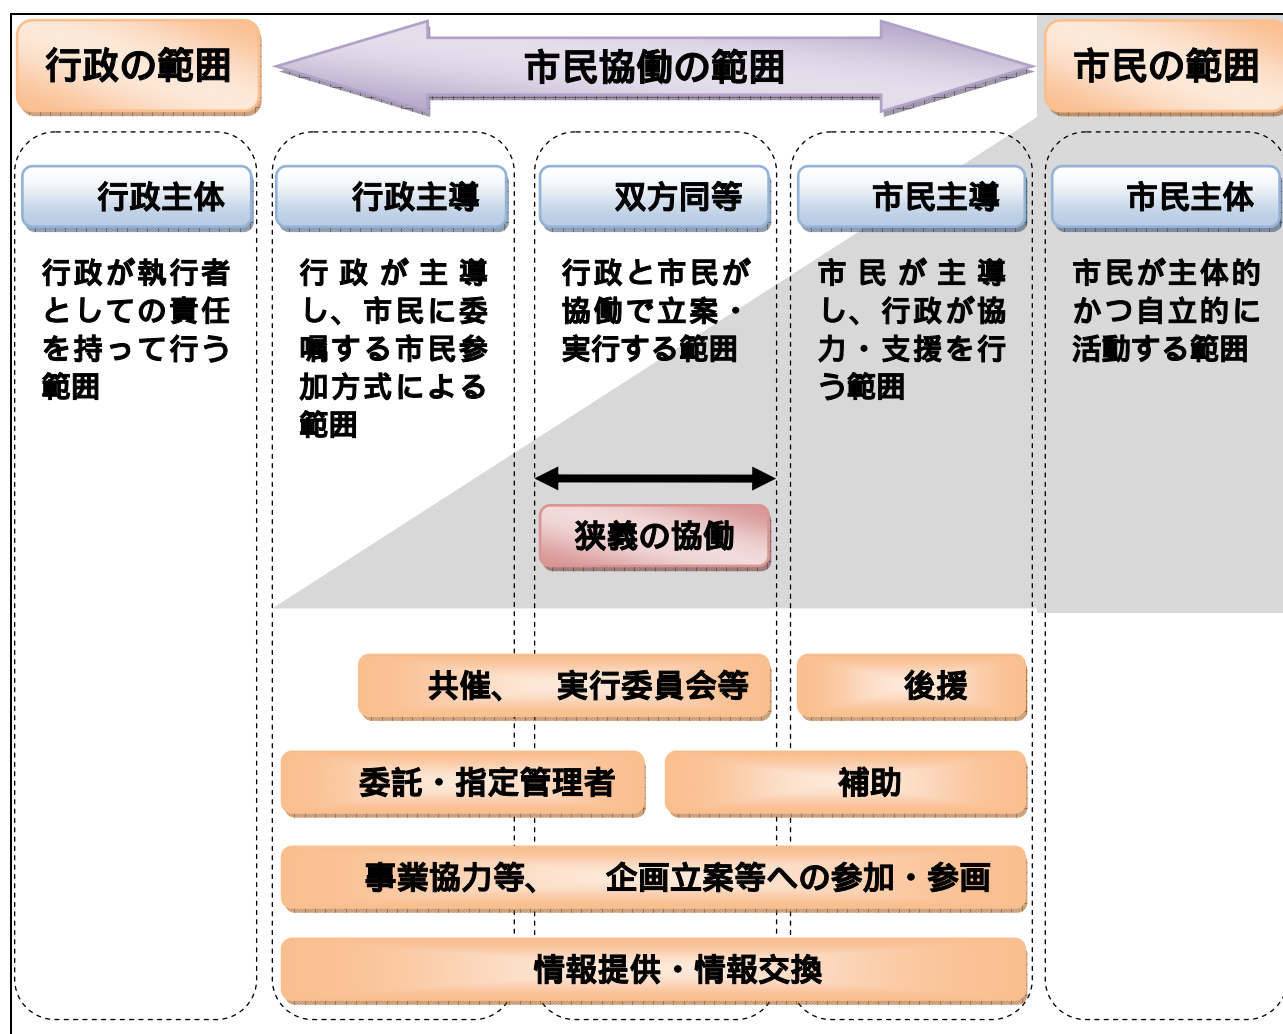 行政の範囲
市民協働の範囲
市民の範囲
行政主体
行政主導
双方同等
市民主導
市民主体
行政が執行者
としての責任
を持って行う
範囲
行政が主導
し、市民に委
嘱する市民参
加方式による
範囲
行政と市民が
協働で立案・
実行する範囲
市民が主導
し、行政が協
力・支援を行
う範囲
市民が主体的
かつ自立的に
活動する範囲
狭義の協働
共催、 実行委員会等
後援
委託・指定管理者
補助
事業協力等、 企画立案等への参加・参画
情報提供・情報交換